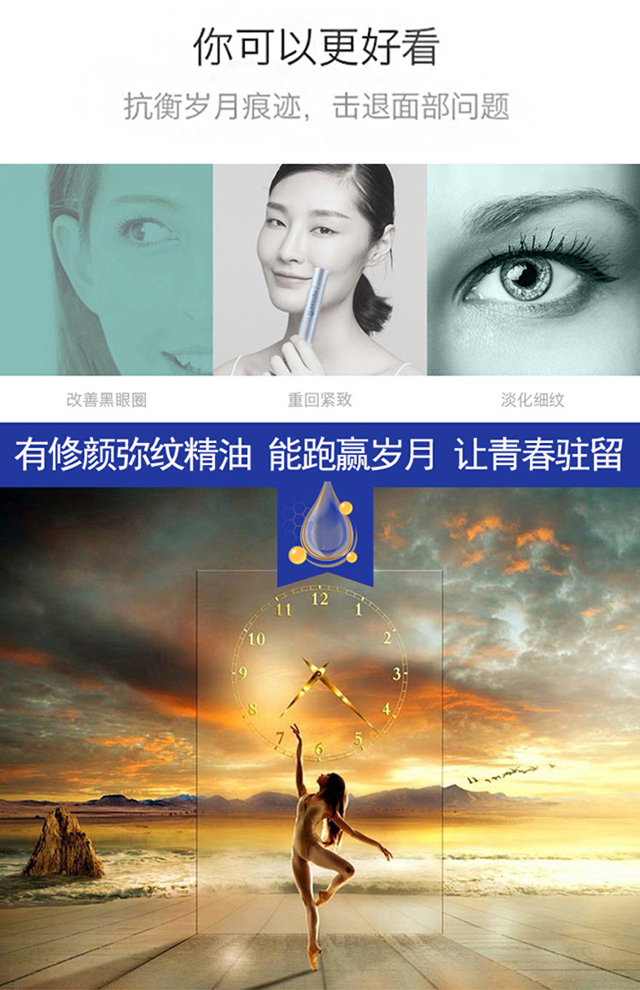 你可以更好看
抗衡岁月痕迹，击退面部问题
改善黑眼圈
重回紧致
淡化细纹
有修颜弥纹精油 能跑赢岁月 让青春驻留
12
11 1
10 2
9 3
8 4
7 5
6